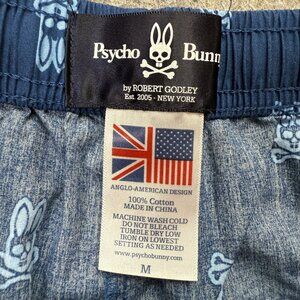 Psycho Bunny
by ROBERT GODLEY
EST. 2005 · NEW YORK
ANGLO-AMERICAN DESIGN
100% Cotton
MADE IN CHINA
MACHINE WASH COLD
DO NOT BLEACH
TUMBLE DRY LOW
IRON ON LOWEST
SETTING AS NEEDED
www.psychobunny.com
M